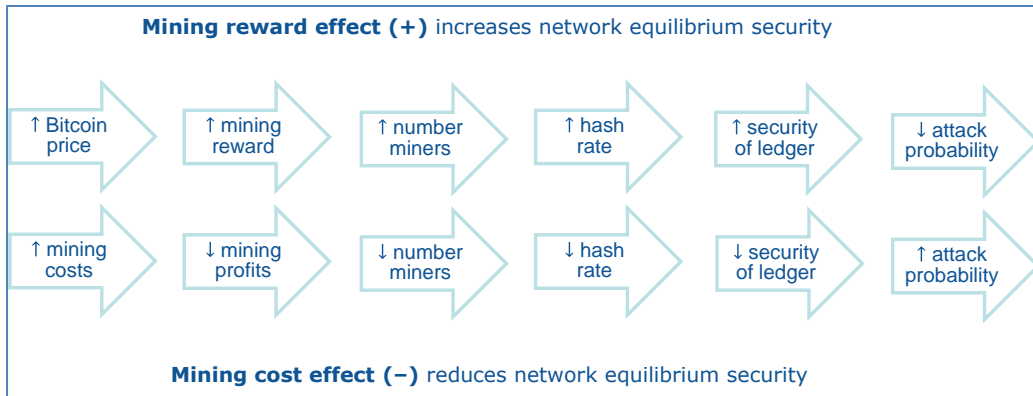 Mining reward effect (+) increases network equilibrium security
↑ Bitcoin
price
↑ mining
reward
↑ number
miners
↑ hash
rate
↑ security
of ledger
↓ attack
probability
↑ mining
costs
↓ mining
profits
↓ number
miners
↓ hash
rate
↓ security
of ledger
↑ attack
probability
Mining cost effect (−) reduces network equilibrium security